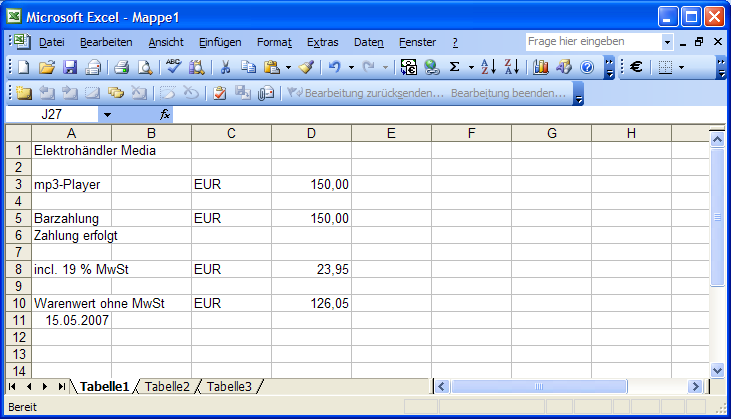 Microsoft Excel - Mappe1
Datei Bearbeiten Ansicht Einfügen Format Extras Daten Fenster ? Frage hier eingeben
ABC Σ A Z Z A €
Bearbeitung zurücksenden... Bearbeitung beenden...
J27 fx
A B C D E F G H
1 Elektrohändler Media
2
3 mp3-Player EUR 150,00
4
5 Barzahlung EUR 150,00
6 Zahlung erfolgt
7
8 incl. 19 % MwSt EUR 23,95
9
10 Warenwert ohne MwSt EUR 126,05
11 15.05.2007
12
13
14
Tabelle1 Tabelle2 Tabelle3
Bereit